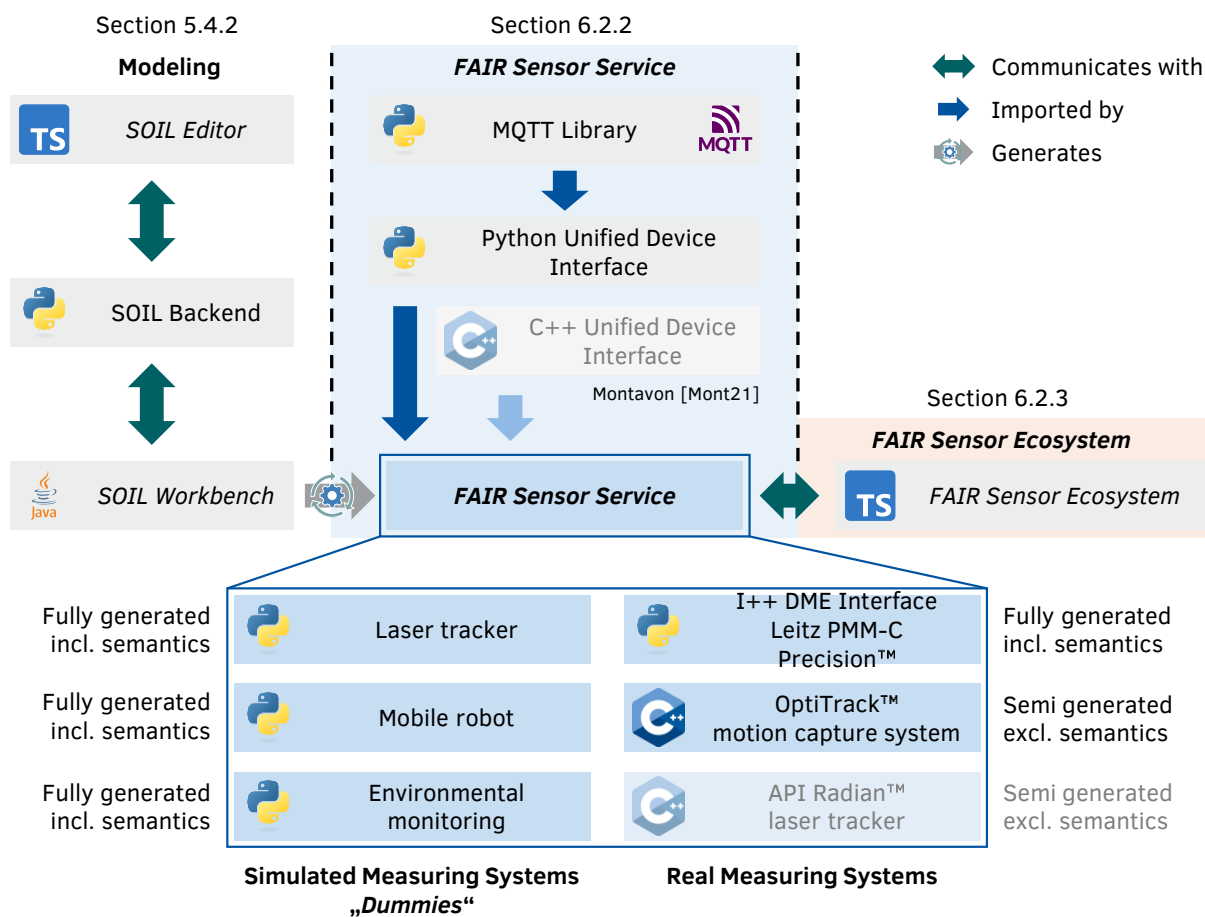 Section 5.4.2
Modeling
TS
SOIL Editor
SOIL Backend
Java
SOIL Workbench
Section 6.2.2
FAIR Sensor Service
MQTT Library
MQTT
Python Unified Device
Interface
C++
C++ Unified Device
Interface
Montavon [Mont21]
FAIR Sensor Service
Communicates with
Imported by
Generates
Section 6.2.3
FAIR Sensor Ecosystem
TS
FAIR Sensor Ecosystem
Fully generated
incl. semantics
Laser tracker
I++ DME Interface
Leitz PMM-C
Precision™
Fully generated
incl. semantics
Fully generated
incl. semantics
Mobile robot
C++
OptiTrack™
motion capture system
Semi generated
excl. semantics
Fully generated
incl. semantics
Environmental
monitoring
C++
API Radian™
laser tracker
Semi generated
excl. semantics
Simulated Measuring Systems
„Dummies“
Real Measuring Systems